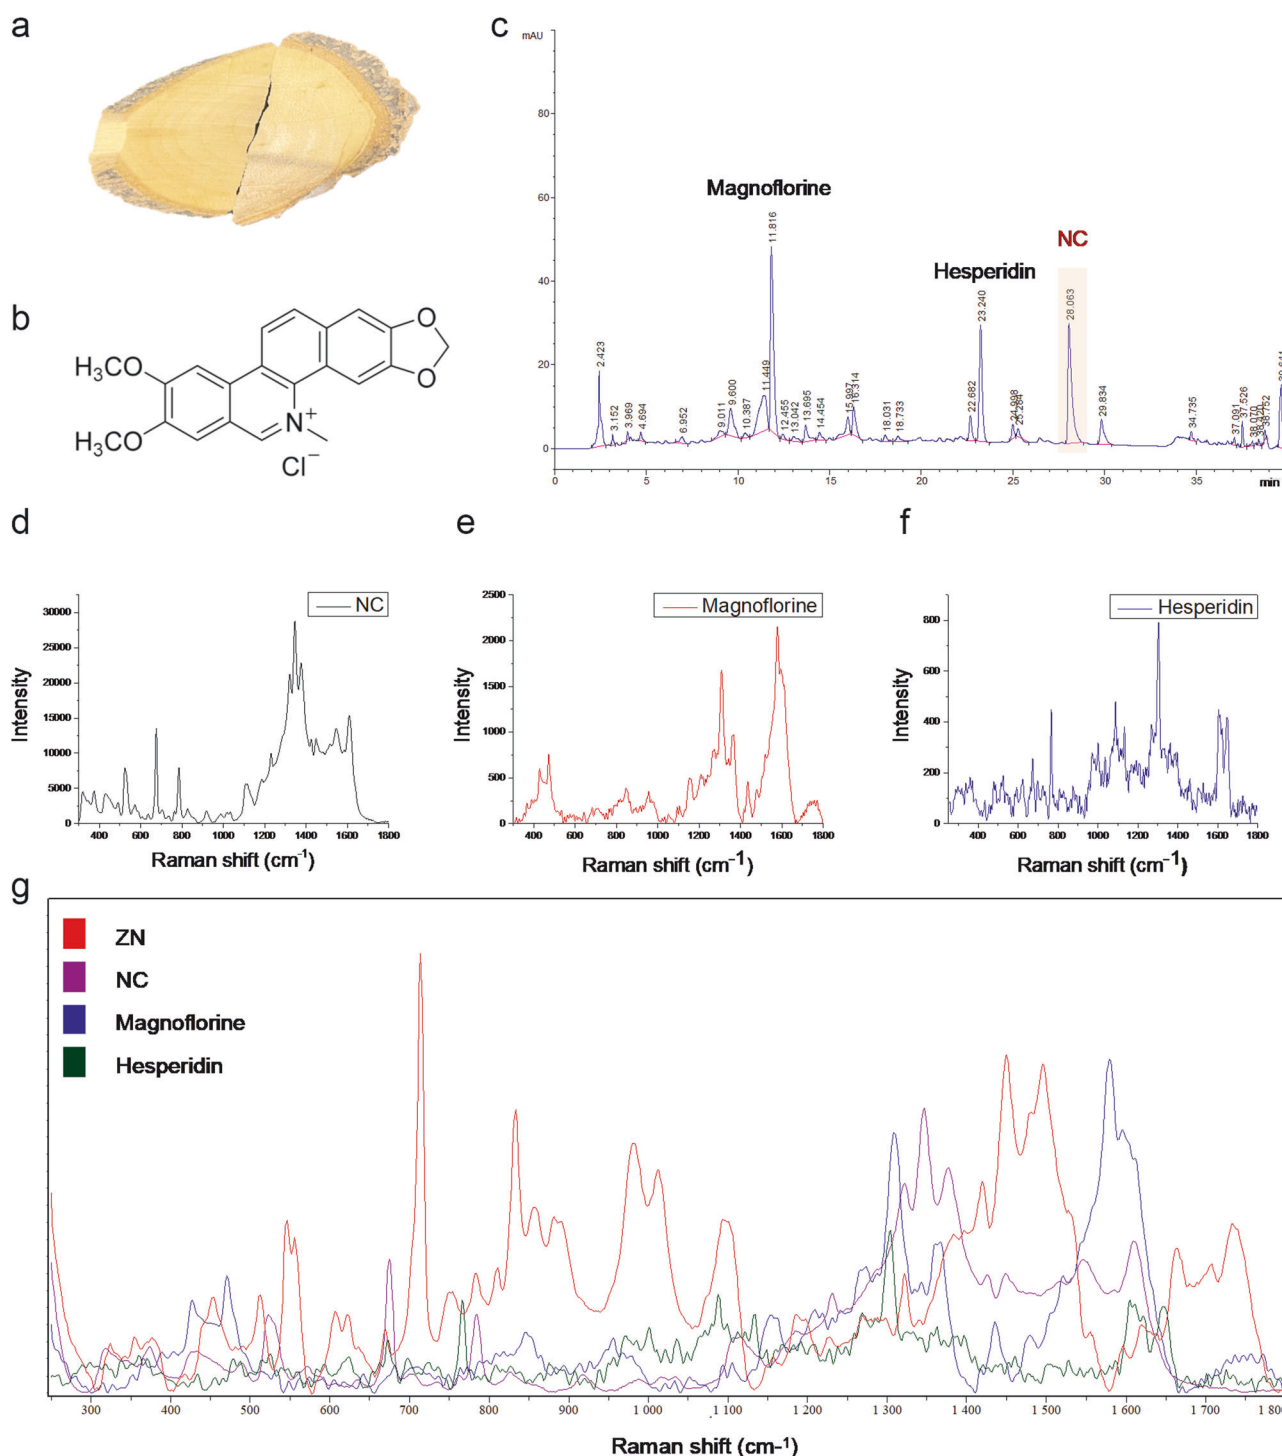 a
b
H3CO
H3CO
O
O
N+
Cl−
c
mAU
80
60
40
20
0
Magnoflorine
Hesperidin
NC
2.423
3.152
3.969
4.694
6.952
9.011
9.600
10.387
11.449
11.816
12.455
13.042
13.695
14.454
15.997
16.314
18.031
18.733
22.682
23.240
24.998
25.284
28.063
29.834
34.735
37.091
37.526
38.070
38.752
0 5 10 15 20 25 30 35 min
d
NC
Intensity
30000
25000
20000
15000
10000
5000
0
400 600 800 1000 1200 1400 1600 1800
Raman shift (cm-1)
e
Magnoflorine
Intensity
2500
2000
1500
1000
500
0
400 600 800 1000 1200 1400 1600 1800
Raman shift (cm-1)
f
Hesperidin
Intensity
800
600
400
200
0
400 600 800 1000 1200 1400 1600 1800
Raman shift (cm-1)
g
ZN
NC
Magnoflorine
Hesperidin
300 400 500 600 700 800 900 1 000 1 100 1 200 1 300 1 400 1 500 1 600 1 700 1 800
Raman shift (cm-1)